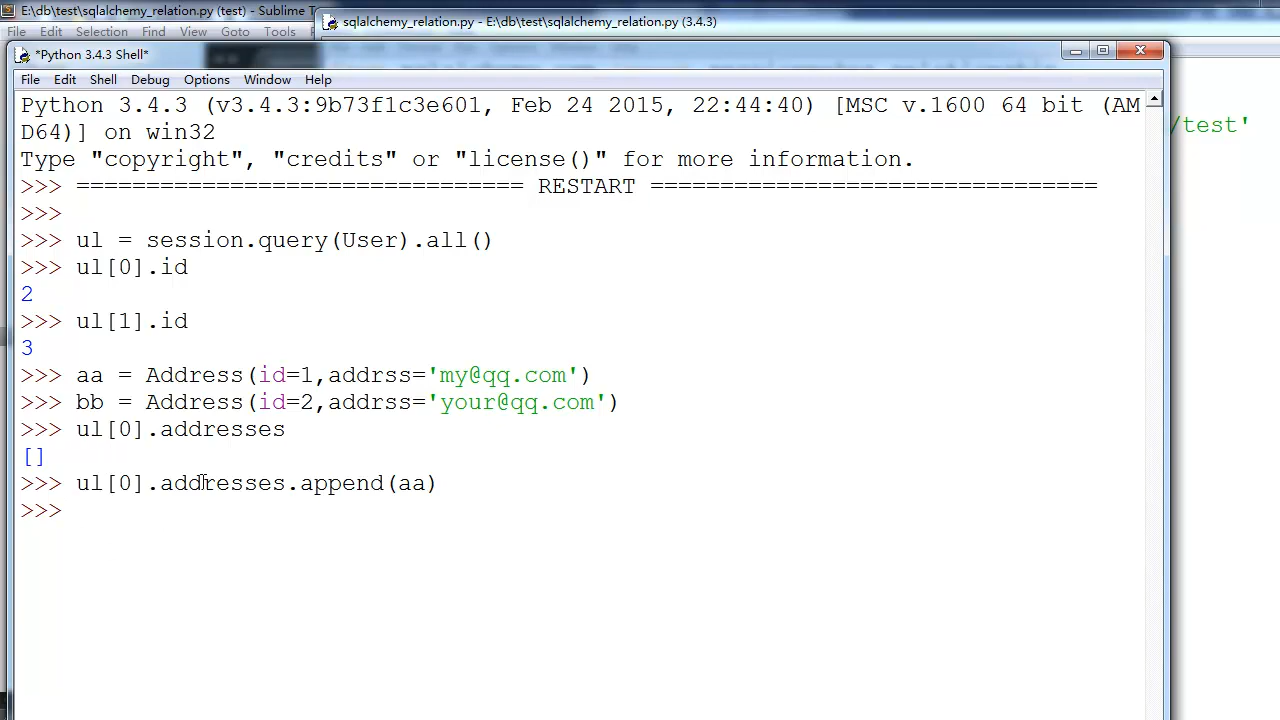 E:\db\test\sqlalchemy_relation.py (test) - Sublime T
sqlalchemy_relation.py - E:\db\test\sqlalchemy_relation.py (3.4.3)
File Edit Selection Find View Goto Tools
*Python 3.4.3 Shell*
File Edit Shell Debug Options Window Help
Python 3.4.3 (v3.4.3:9b73f1c3e601, Feb 24 2015, 22:44:40) [MSC v.1600 64 bit (AM
/test'
D64)] on win32
Type "copyright", "credits" or "license()" for more information.
>>> ================================ RESTART ================================
>>>
>>> ul = session.query(User).all()
>>> ul[0].id
2
>>> ul[1].id
3
>>> aa = Address(id=1,addrss='my@qq.com')
>>> bb = Address(id=2,addrss='your@qq.com')
>>> ul[0].addresses
[]
>>> ul[0].addresses.append(aa)
>>>